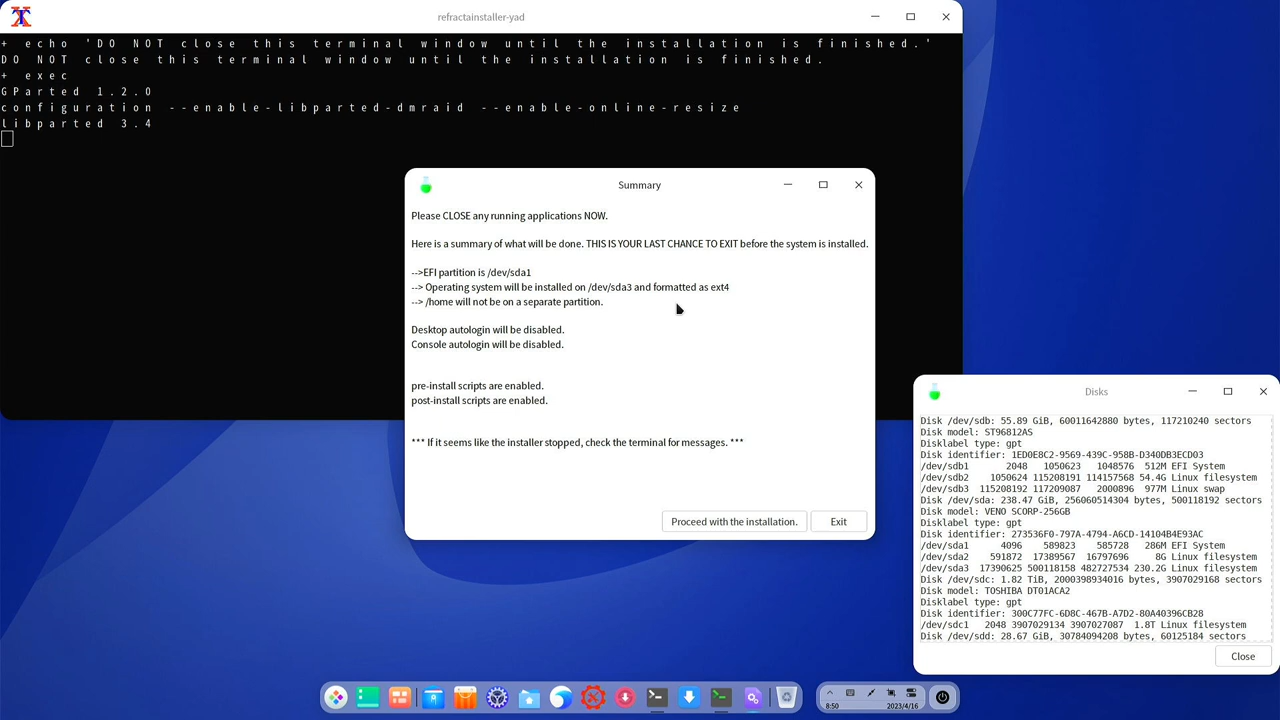 refractainstaller-yad
+ echo 'DO NOT close this terminal window until the installation is finished.'
DO NOT close this terminal window until the installation is finished.
+ exec
GParted 1.2.0
configuration --enable-libparted-dmraid --enable-online-resize
libparted 3.4
Summary
Please CLOSE any running applications NOW.
Here is a summary of what will be done. THIS IS YOUR LAST CHANCE TO EXIT before the system is installed.
-->EFI partition is /dev/sda1
--> Operating system will be installed on /dev/sda3 and formatted as ext4
--> /home will not be on a separate partition.
Desktop autologin will be disabled.
Console autologin will be disabled.
pre-install scripts are enabled.
post-install scripts are enabled.
*** If it seems like the installer stopped, check the terminal for messages. ***
Proceed with the installation.
Exit
Disks
Disk /dev/sdb: 55.89 GiB, 60011642880 bytes, 117210240 sectors
Disk model: ST96812AS
Disklabel type: gpt
Disk identifier: 1ED0E8C2-9569-439C-958B-D340DB3ECD03
/dev/sdb1 2048 1050623 1048576 512M EFI System
/dev/sdb2 1050624 115208191 114157568 54.4G Linux filesystem
/dev/sdb3 115208192 117209087 2000896 977M Linux swap
Disk /dev/sda: 238.47 GiB, 256060514304 bytes, 500118192 sectors
Disk model: VENO SCORP-256GB
Disklabel type: gpt
Disk identifier: 273536F0-797A-4794-A6CD-14104B4E93AC
/dev/sda1 4096 589823 585728 286M EFI System
/dev/sda2 591872 17389567 16797696 8G Linux filesystem
/dev/sda3 17390625 500118158 482727534 230.2G Linux filesystem
Disk /dev/sdc: 1.82 TiB, 2000398934016 bytes, 3907029168 sectors
Disk model: TOSHIBA DT01ACA2
Disklabel type: gpt
Disk identifier: 300C77FC-6D8C-467B-A7D2-80A40396CB28
/dev/sdc1 2048 3907029134 3907027087 1.8T Linux filesystem
Disk /dev/sdd: 28.67 GiB, 30784094208 bytes, 60125184 sectors
Close
8:50
2023/4/16